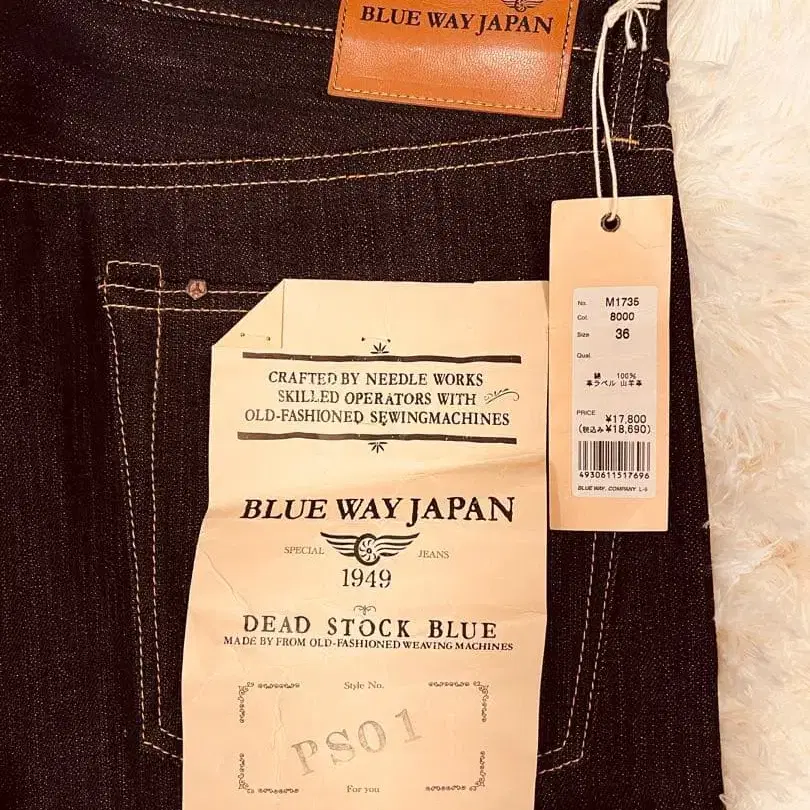 BLUE WAY JAPAN
No. M1735
Col. 8000
Size 36
Qual.
綿 100%
革ラベル 山羊革
PRICE ¥17,800
(税込み¥18,690)
4930611517696
BLUE WAY. COMPANY L-6
CRAFTED BY NEEDLE WORKS
SKILLED OPERATORS WITH
OLD-FASHIONED SEWINGMACHINES
BLUE WAY JAPAN
SPECIAL JEANS
1949
DEAD STOCK BLUE
MADE BY FROM OLD-FASHIONED WEAVING MACHINES
Style No.
PS01
For you